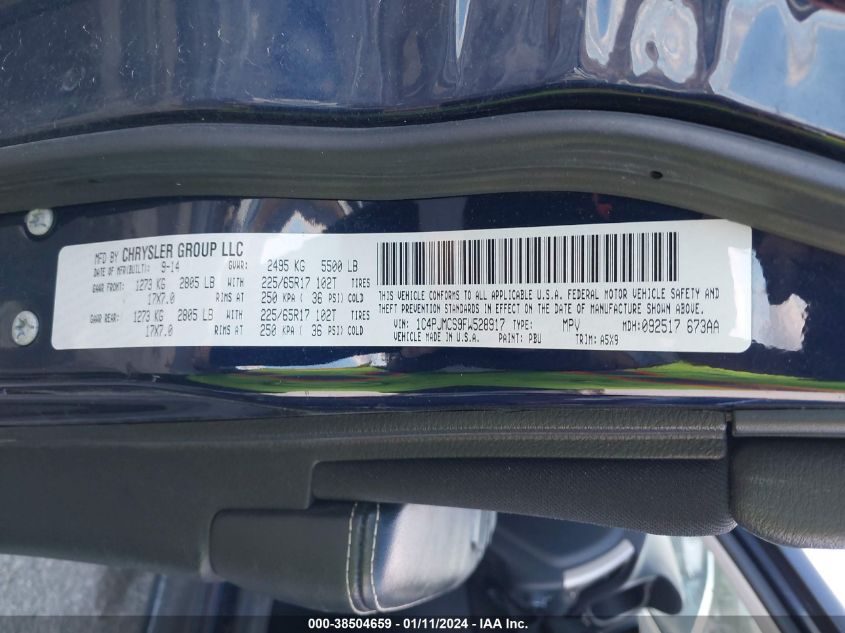 MFD BY CHRYSLER GROUP LLC
DATE OF MFR(BUILT): 9-14 GVWR: 2495 KG 5500 LB
GAWR FRONT: 1273 KG 2805 LB WITH 225/65R17 102T TIRES
17X7.0 RIMS AT 250 KPA ( 36 PSI) COLD
GAWR REAR: 1273 KG 2805 LB WITH 225/65R17 102T TIRES
17X7.0 RIMS AT 250 KPA ( 36 PSI) COLD
THIS VEHICLE CONFORMS TO ALL APPLICABLE U.S.A. FEDERAL MOTOR VEHICLE SAFETY AND
THEFT PREVENTION STANDARDS IN EFFECT ON THE DATE OF MANUFACTURE SHOWN ABOVE.
VIN: 1C4PJMCS9FW528917 TYPE: MPV MDH:092517 673AA
VEHICLE MADE IN U.S.A. PAINT: PBU TRIM: A5X9
000-38504659 - 01/11/2024 - IAA Inc.